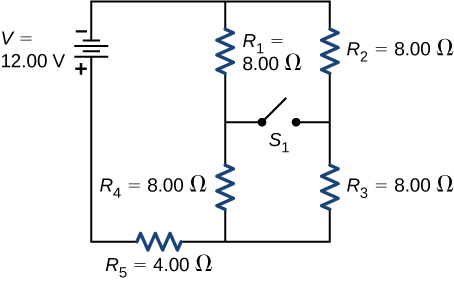 V =
12.00 V
−
+
R1 =
8.00 Ω
R2 = 8.00 Ω
S1
R4 = 8.00 Ω
R3 = 8.00 Ω
R5 = 4.00 Ω